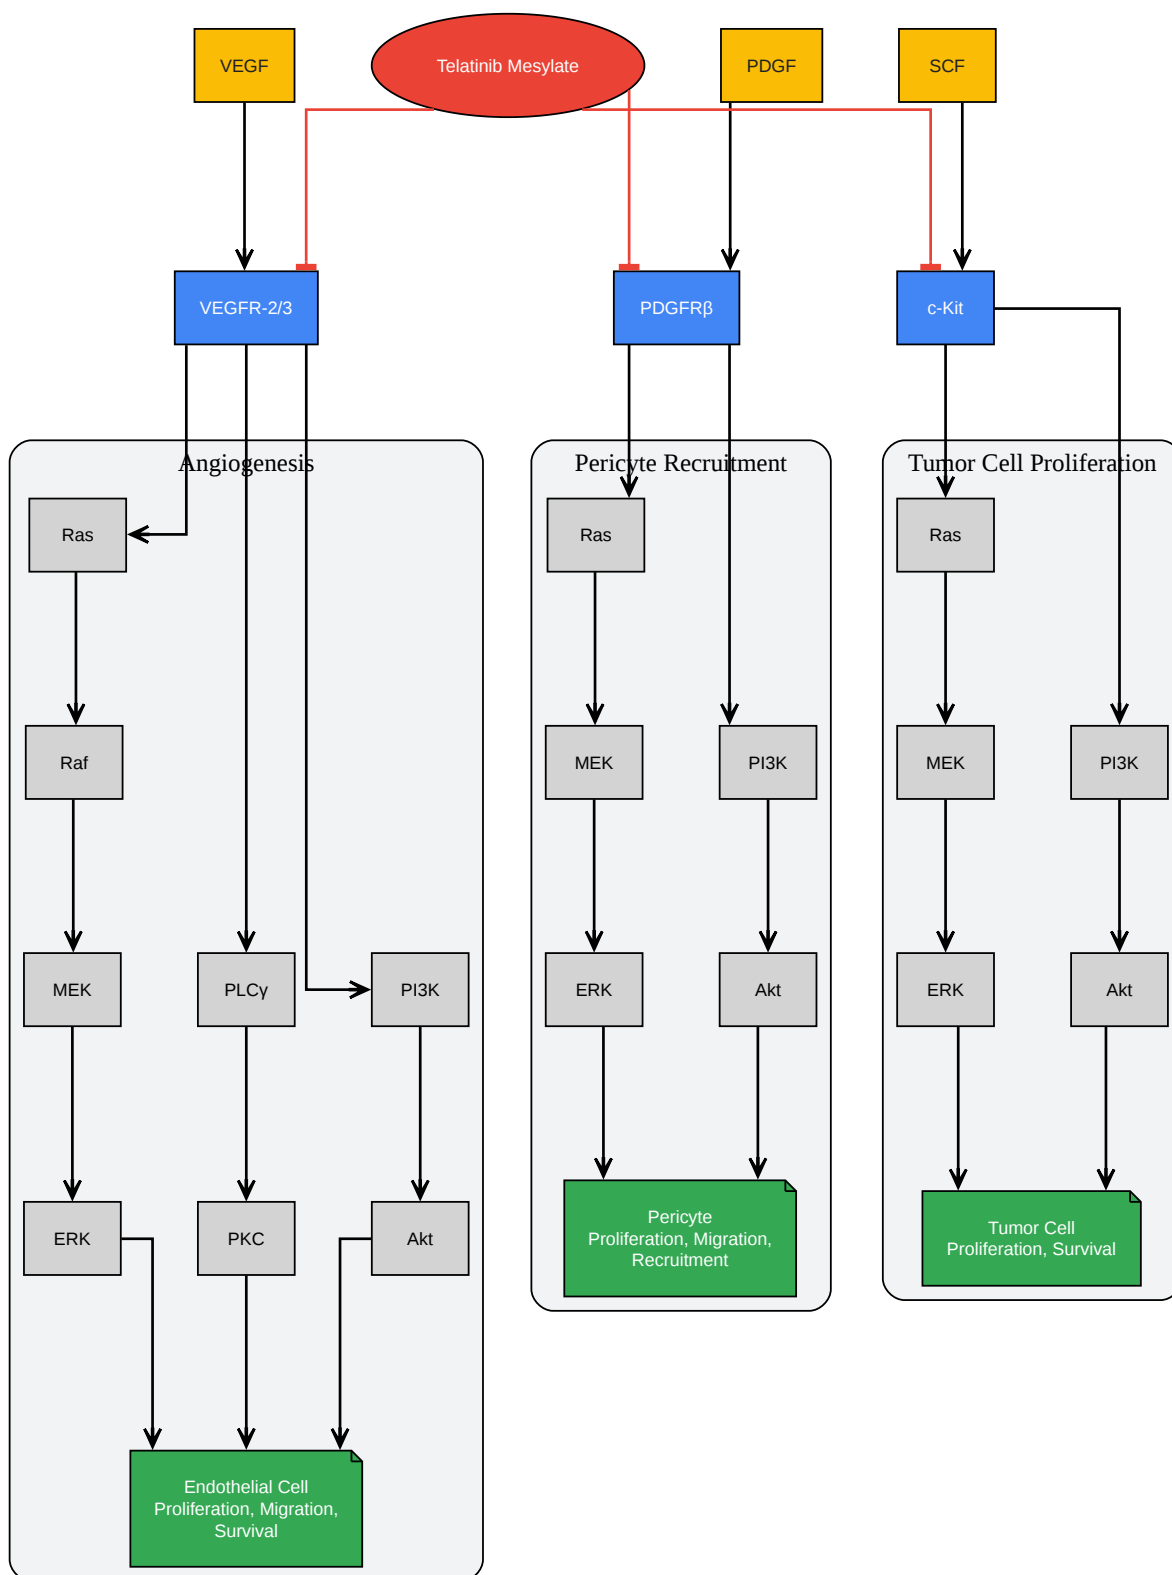 VEGF
Telatinib Mesylate
PDGF
SCF
VEGFR-2/3
PDGFRβ
c-Kit
Angiogenesis
Pericyte Recruitment
Tumor Cell Proliferation
Ras
Ras
Ras
Raf
MEK
PI3K
MEK
PI3K
MEK
PLCγ
PI3K
ERK
Akt
ERK
Akt
ERK
PKC
Akt
Pericyte
Proliferation, Migration,
Recruitment
Tumor Cell
Proliferation, Survival
Endothelial Cell
Proliferation, Migration,
Survival